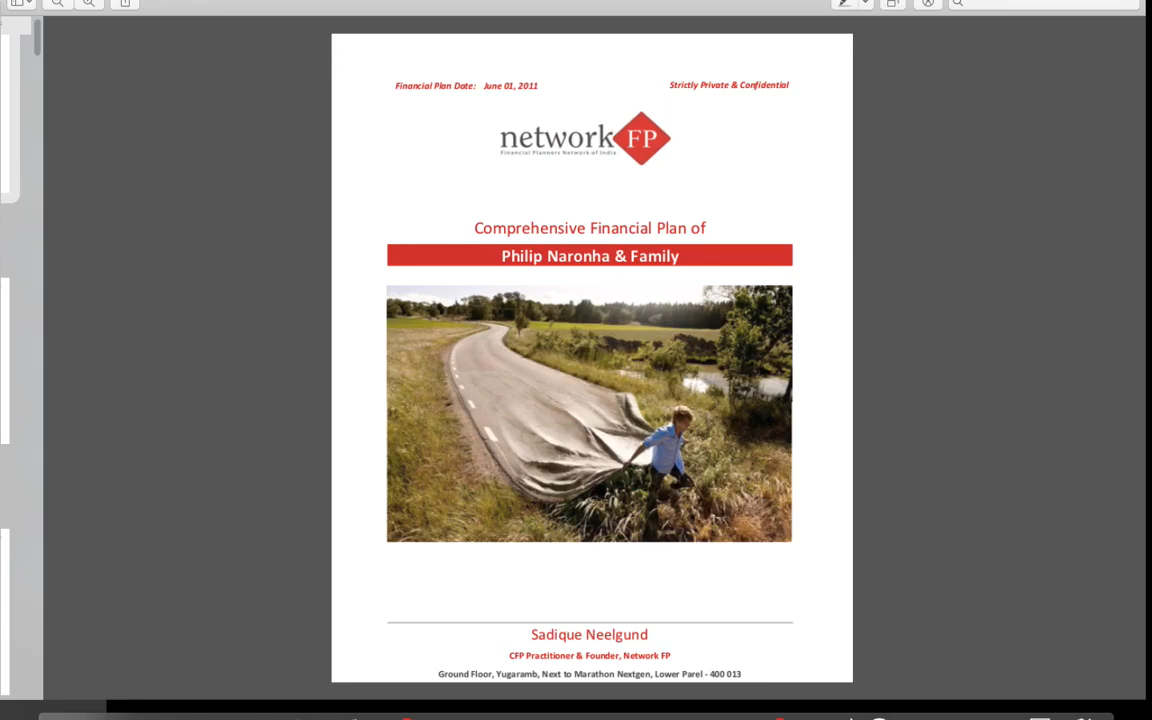 Financial Plan Date: June 01, 2011
Strictly Private & Confidential
network FP
Financial Planners Network of India
Comprehensive Financial Plan of
Philip Naronha & Family
Sadique Neelgund
CFP Practitioner & Founder, Network FP
Ground Floor, Yugaramb, Next to Marathon Nextgen, Lower Parel - 400 013